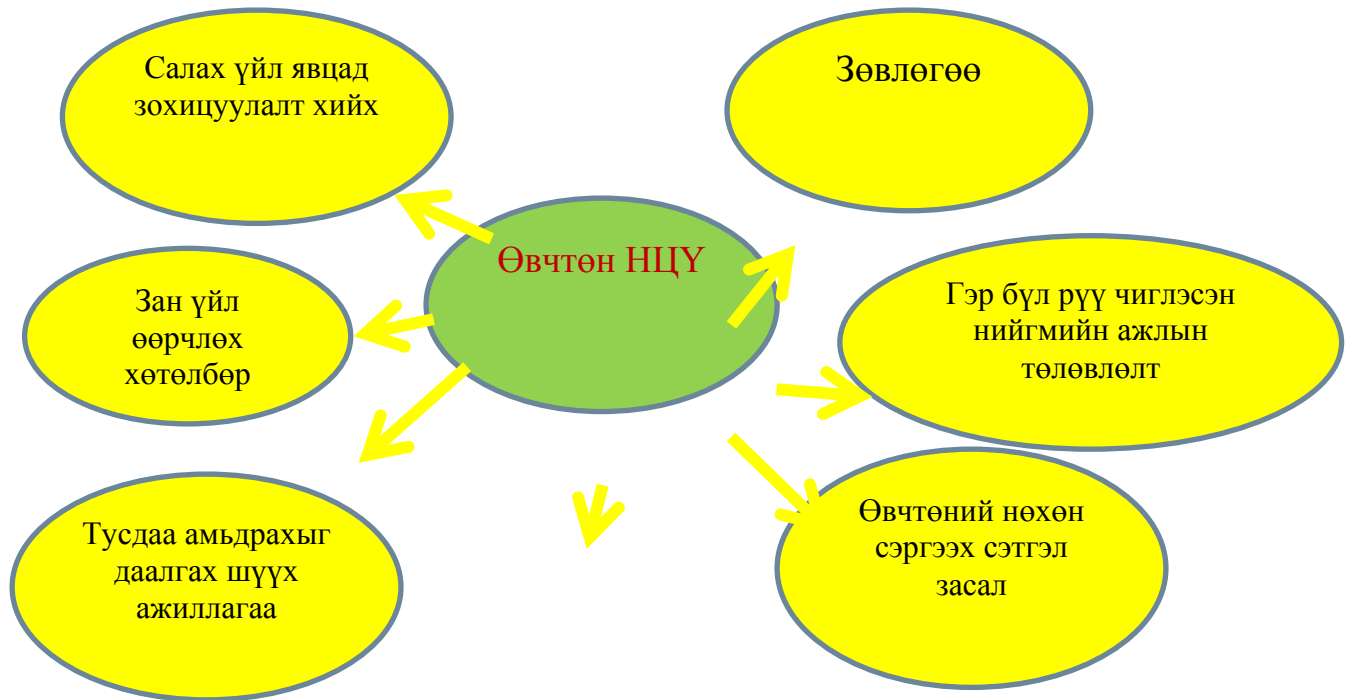 Салах үйл явцад
зохицуулалт хийх
Зөвлөгөө
Өвчтөн НЦҮ
Зан үйл
өөрчлөх
хөтөлбөр
Гэр бүл рүү чиглэсэн
нийгмийн ажлын
төлөвлөлт
Тусдаа амьдрахыг
даалгах шүүх
ажиллагаа
Өвчтөний нөхөн
сэргээх сэтгэл
засал